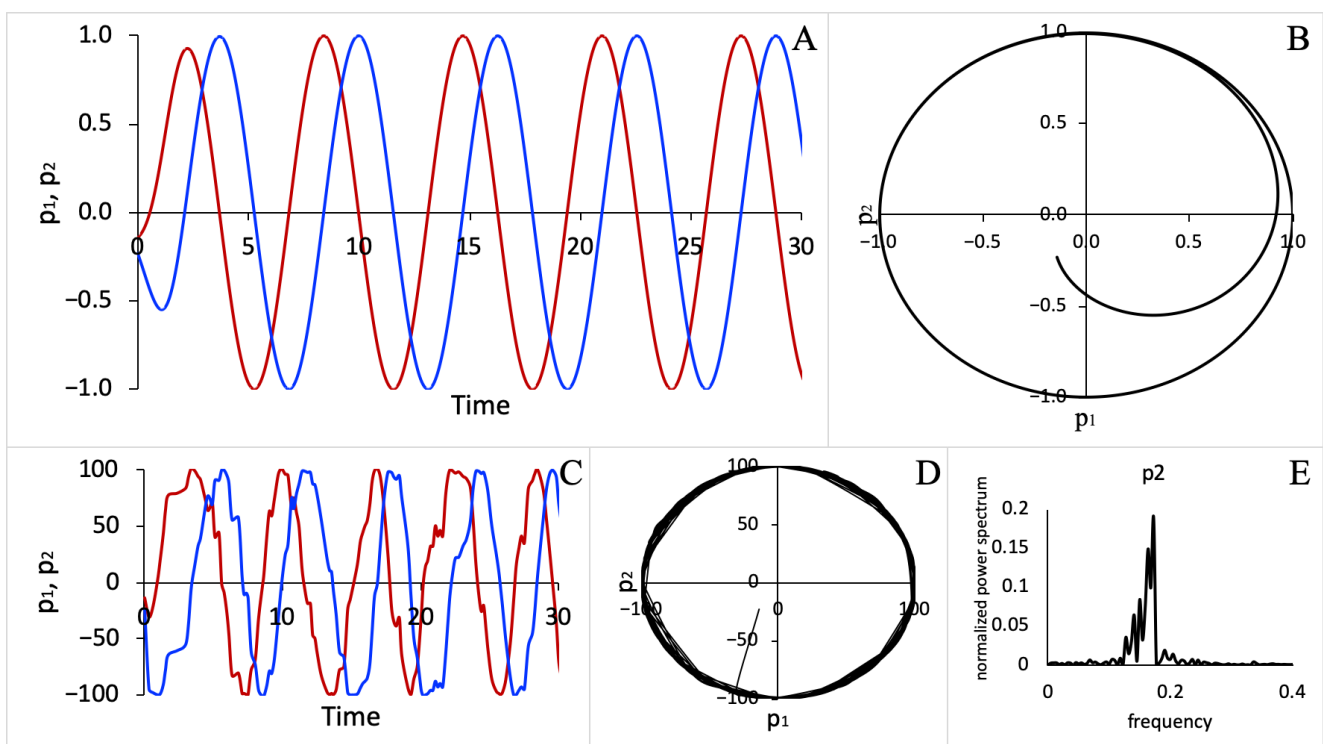 A
1.0
0.5
0.0
−0.5
−1.0
p1, p2
0 5 10 15 20 25 30
Time
B
1.0
0.5
0.0
−0.5
−1.0
p2
−1.0 −0.5 0.0 0.5 1.0
p1
C
100
50
0
−50
−100
p1, p2
0 10 20 30
Time
D
100
50
0
−50
−100
p2
−100 0 100
p1
E
p2
normalized power spectrum
0.2
0.15
0.1
0.05
0
0 0.2 0.4
frequency